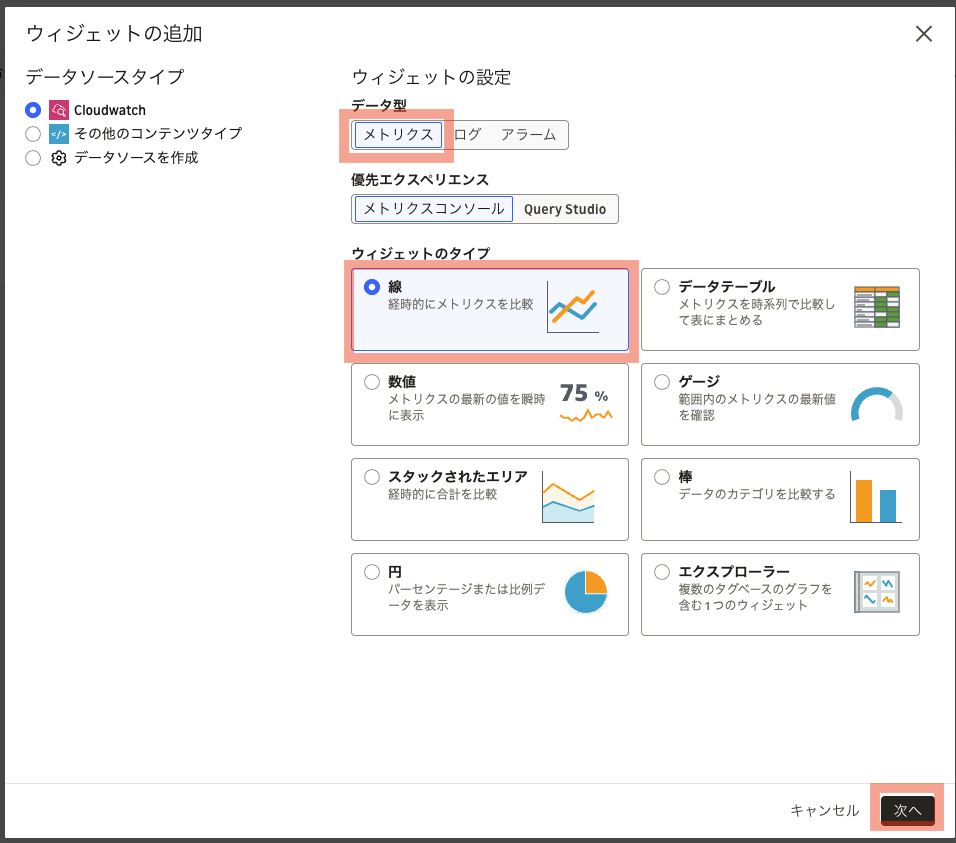 ウィジェットの追加
データソースタイプ
Cloudwatch
その他のコンテンツタイプ
データソースを作成
ウィジェットの設定
データ型
メトリクス
ログ
アラーム
優先エクスペリエンス
メトリクスコンソール
Query Studio
ウィジェットのタイプ
線
経時的にメトリクスを比較
データテーブル
メトリクスを時系列で比較し
て表にまとめる
数値
メトリクスの最新の値を瞬時
に表示
75 %
ゲージ
範囲内のメトリクスの最新値
を確認
スタックされたエリア
経時的に合計を比較
棒
データのカテゴリを比較する
円
パーセンテージまたは比例デ
ータを表示
エクスプローラー
複数のタグベースのグラフを
含む 1 つのウィジェット
キャンセル
次へ